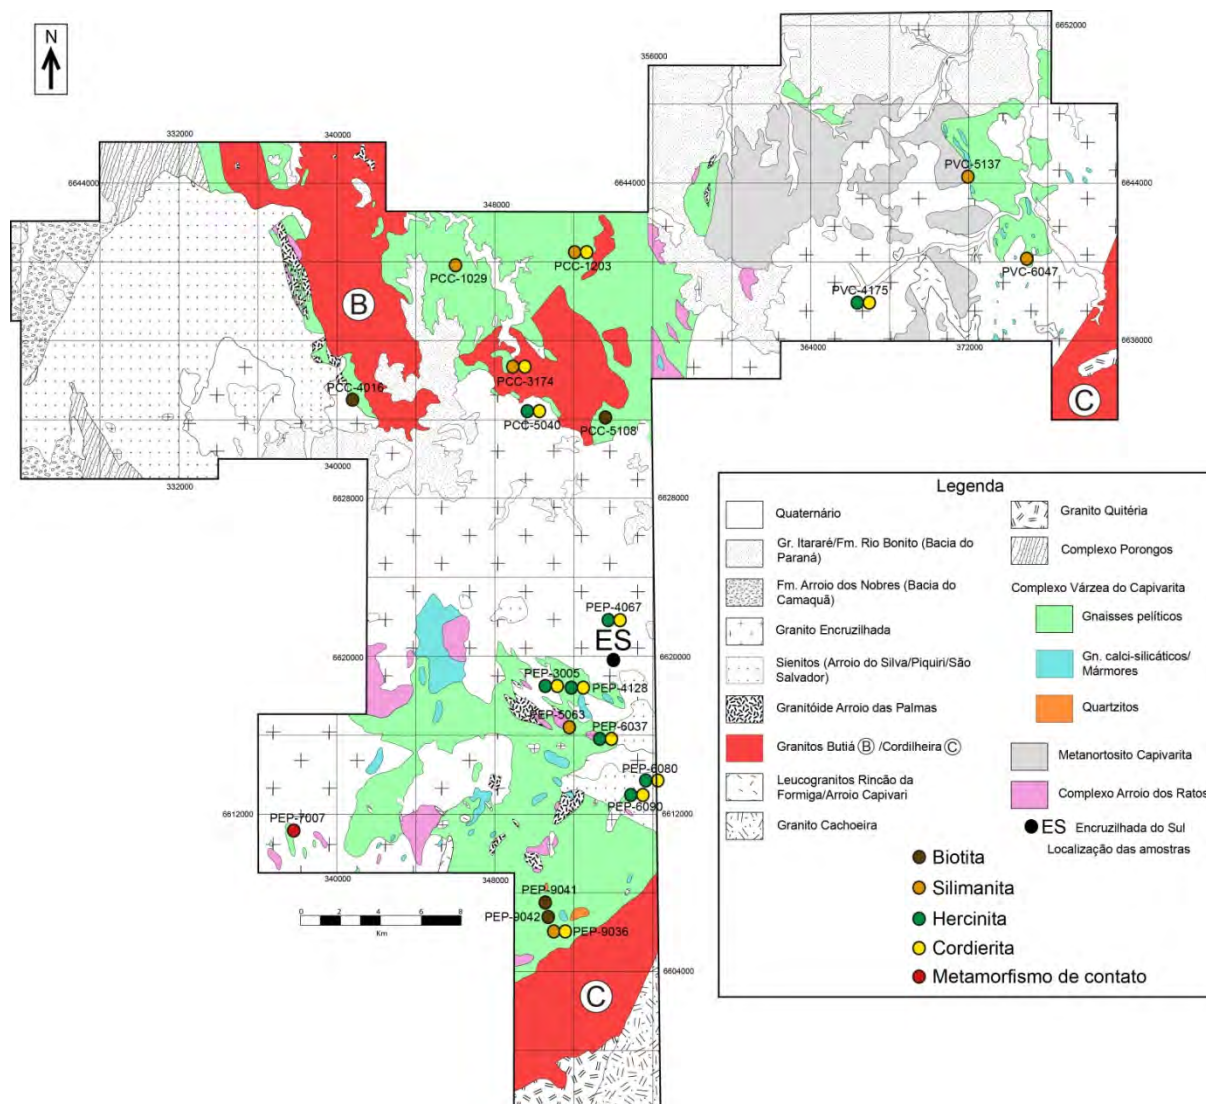 N
6652000
356000
332000
340000
6644000
6644000
6644000
PVC-5137
348000
PCC-1029
PCC-1203
PVC-6047
B
PVC-4175
364000
372000
6636000
PCC-3174
PCC-4016
PCC-5040
PCC-5108
C
332000
340000
6628000
6628000
PEP-4067
ES
6620000
6620000
PEP-3005
PEP-4128
PEP-5063
PEP-6037
PEP-6080
PEP-6090
6612000
6612000
PEP-7007
340000
348000
PEP-9041
PEP-9042
PEP-9036
0 2 4 6 8
Km
6604000
C
Legenda
Quaternário
Gr. Itararé/Fm. Rio Bonito (Bacia do
Paraná)
Fm. Arroio dos Nobres (Bacia do
Camaquã)
Granito Encruzilhada
Sienitos (Arroio do Silva/Piquiri/São
Salvador)
Granitóide Arroio das Palmas
Granitos Butiá B /Cordilheira C
Leucogranitos Rincão da
Formiga/Arroio Capivari
Granito Cachoeira
Granito Quitéria
Complexo Porongos
Complexo Várzea do Capivarita
Gnaisses pelíticos
Gn. calci-silicáticos/
Mármores
Quartzitos
Metanortosito Capivarita
Complexo Arroio dos Ratos
ES Encruzilhada do Sul
Localização das amostras
Biotita
Silimanita
Hercinita
Cordierita
Metamorfismo de contato